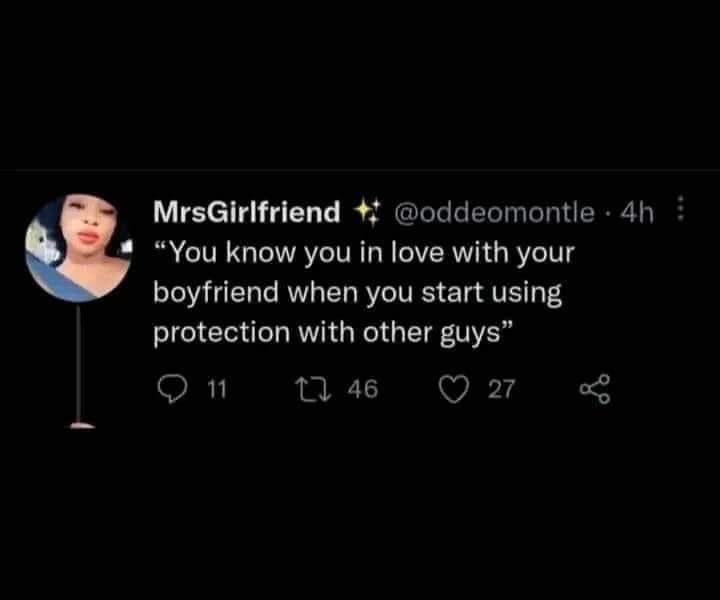 MrsGirlfriend ✨ @oddeomontle · 4h
“You know you in love with your
boyfriend when you start using
protection with other guys”
11 46 27